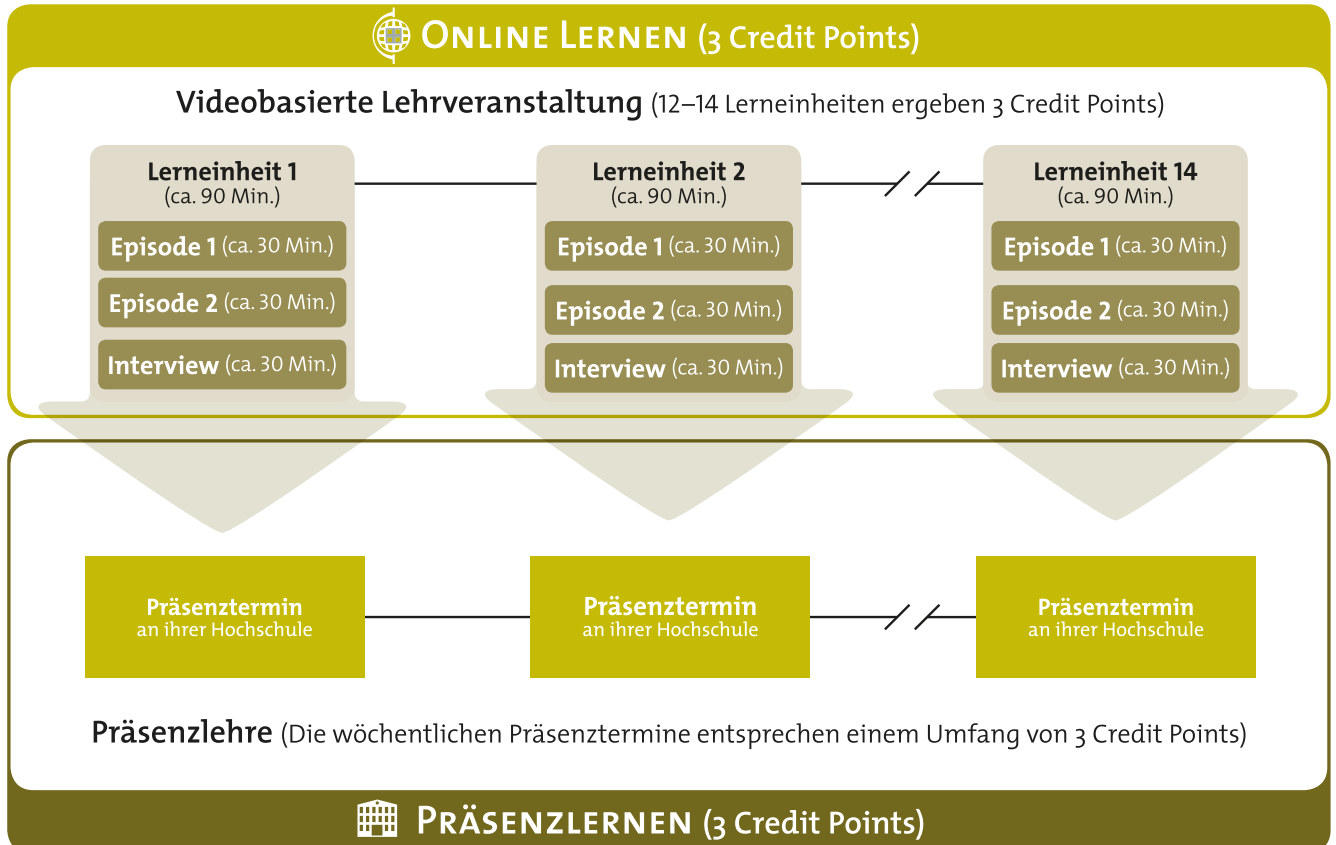 ONLINE LERNEN (3 Credit Points)
Videobasierte Lehrveranstaltung (12–14 Lerneinheiten ergeben 3 Credit Points)
Lerneinheit 1
(ca. 90 Min.)
Episode 1 (ca. 30 Min.)
Episode 2 (ca. 30 Min.)
Interview (ca. 30 Min.)
Lerneinheit 2
(ca. 90 Min.)
Episode 1 (ca. 30 Min.)
Episode 2 (ca. 30 Min.)
Interview (ca. 30 Min.)
Lerneinheit 14
(ca. 90 Min.)
Episode 1 (ca. 30 Min.)
Episode 2 (ca. 30 Min.)
Interview (ca. 30 Min.)
Präsenztermin
an ihrer Hochschule
Präsenztermin
an ihrer Hochschule
Präsenztermin
an ihrer Hochschule
Präsenzlehre (Die wöchentlichen Präsenztermine entsprechen einem Umfang von 3 Credit Points)
PRÄSENZLERNEN (3 Credit Points)